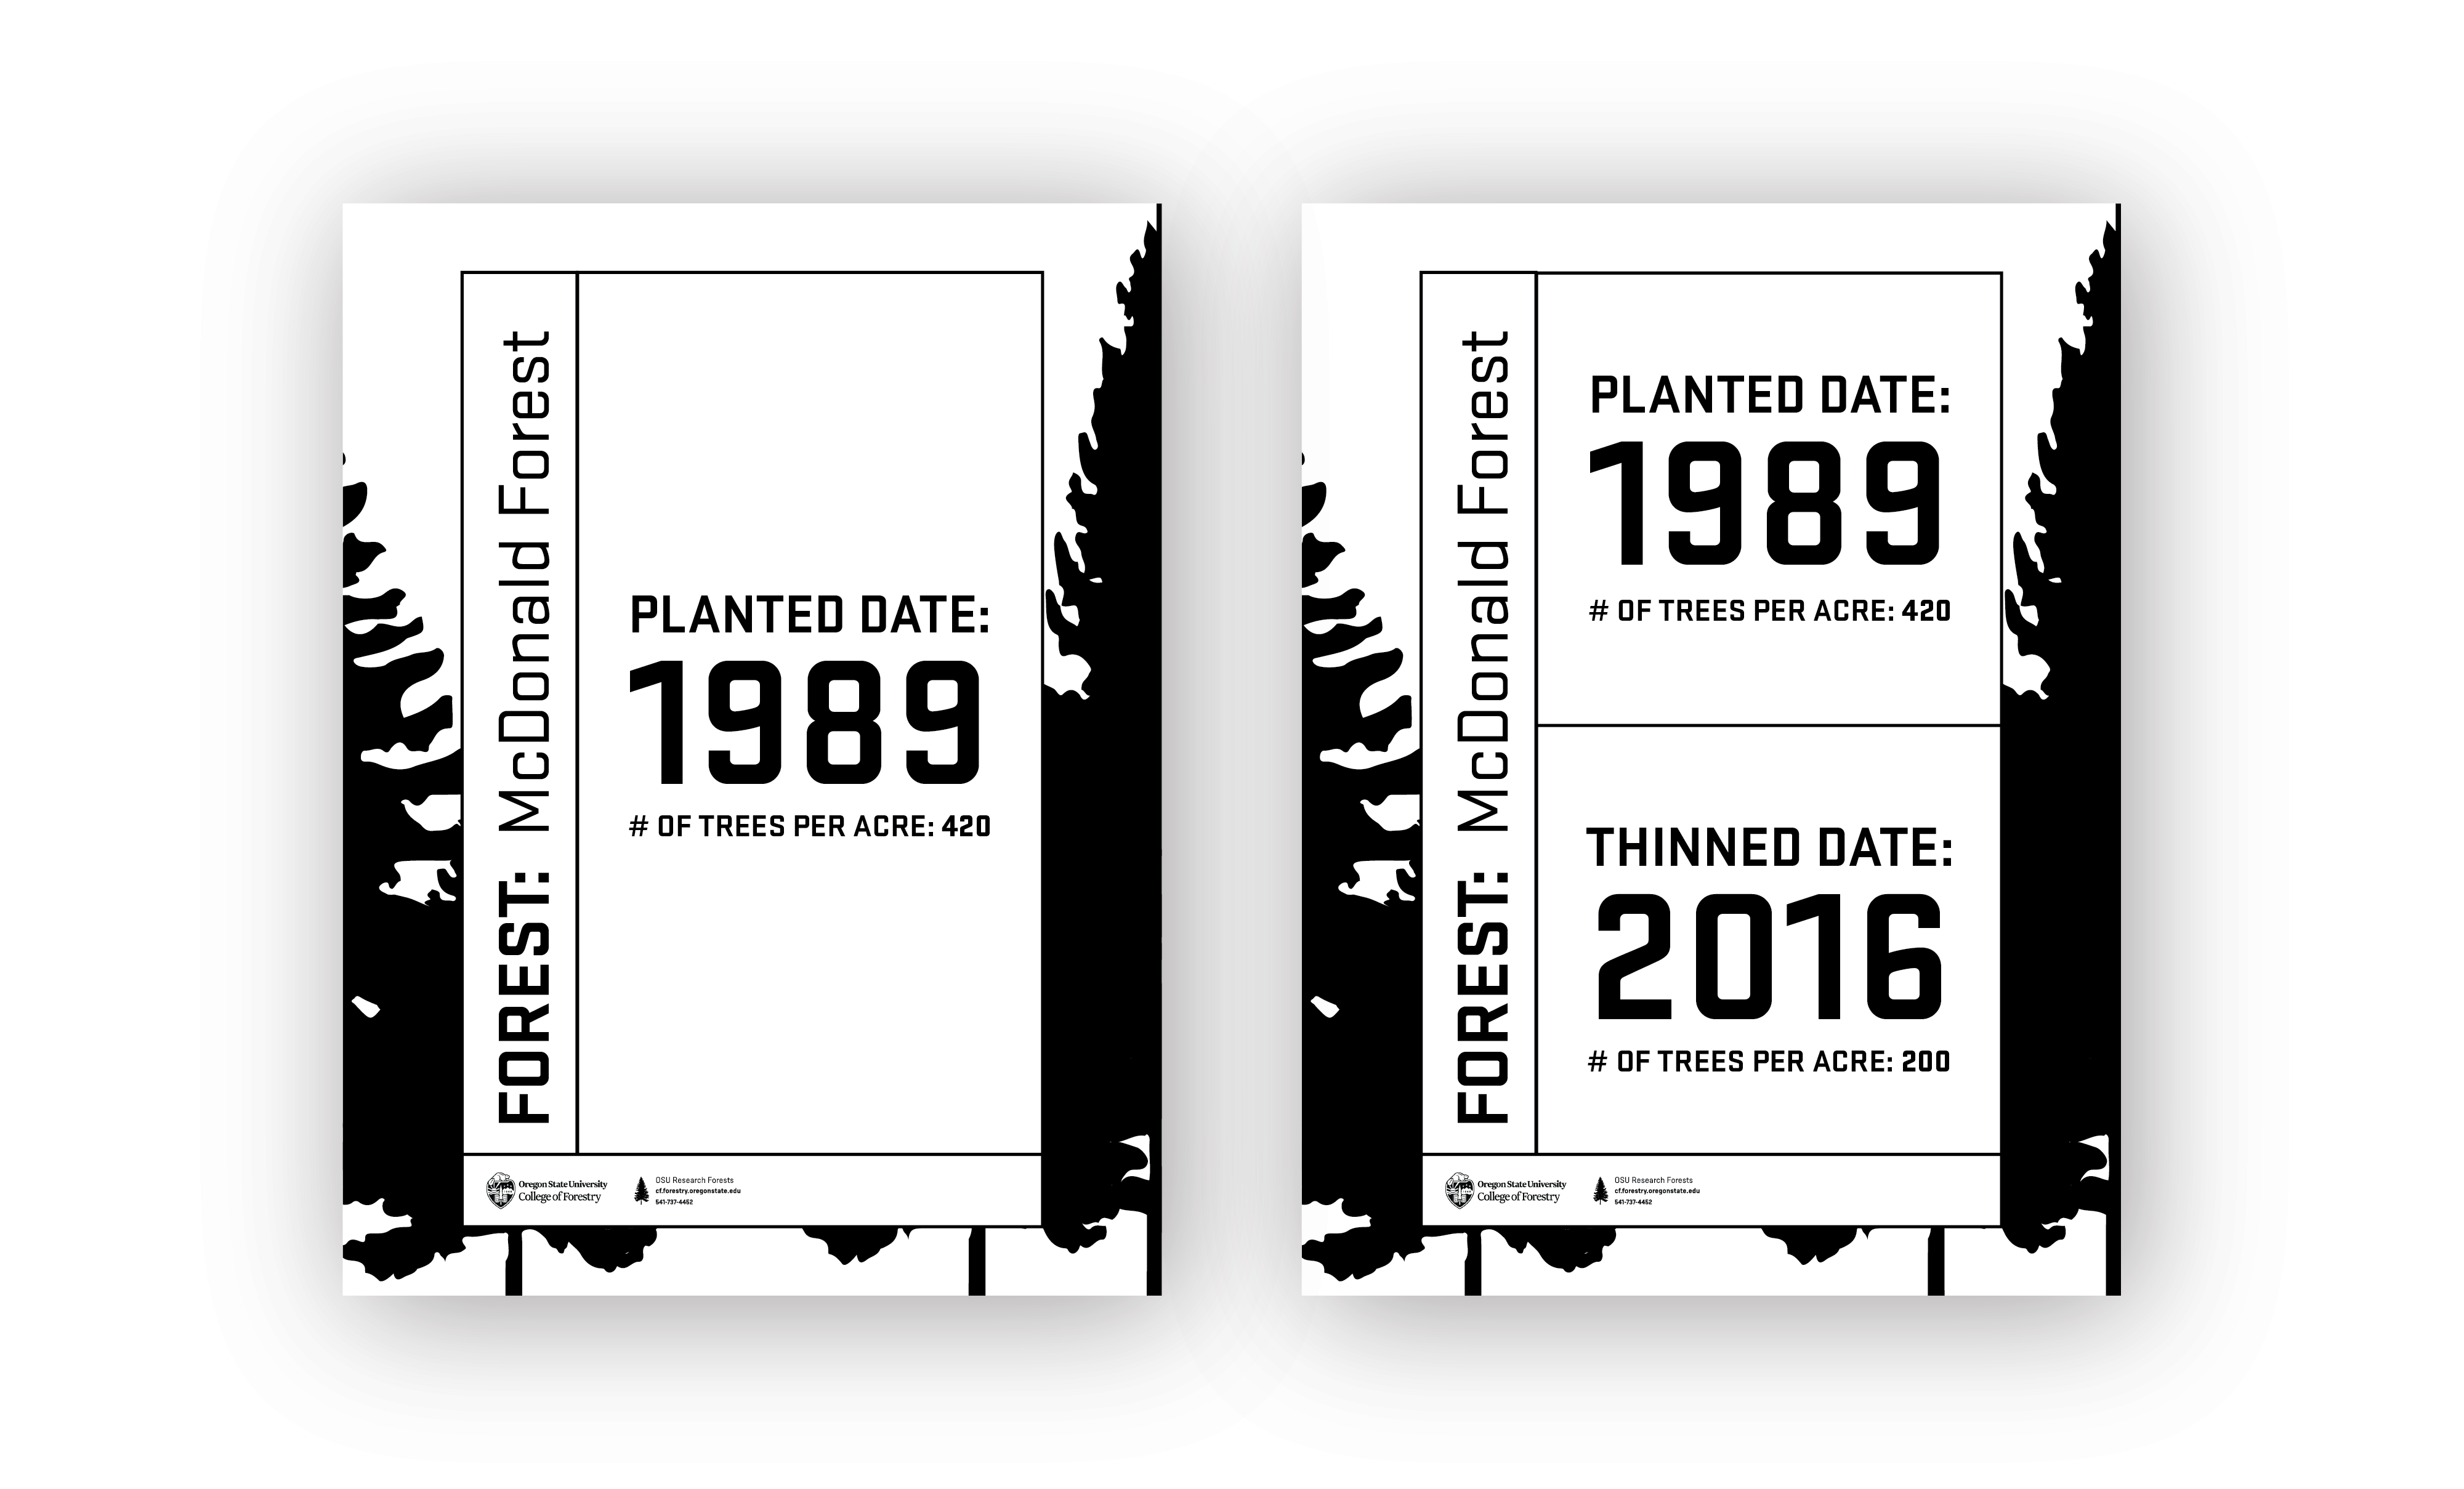 FOREST: McDonald Forest
PLANTED DATE:
1989
# OF TREES PER ACRE: 420
Oregon State University
College of Forestry
OSU Research Forests
cf.forestry.oregonstate.edu
541-737-4452
FOREST: McDonald Forest
PLANTED DATE:
1989
# OF TREES PER ACRE: 420
THINNED DATE:
2016
# OF TREES PER ACRE: 200
Oregon State University
College of Forestry
OSU Research Forests
cf.forestry.oregonstate.edu
541-737-4452